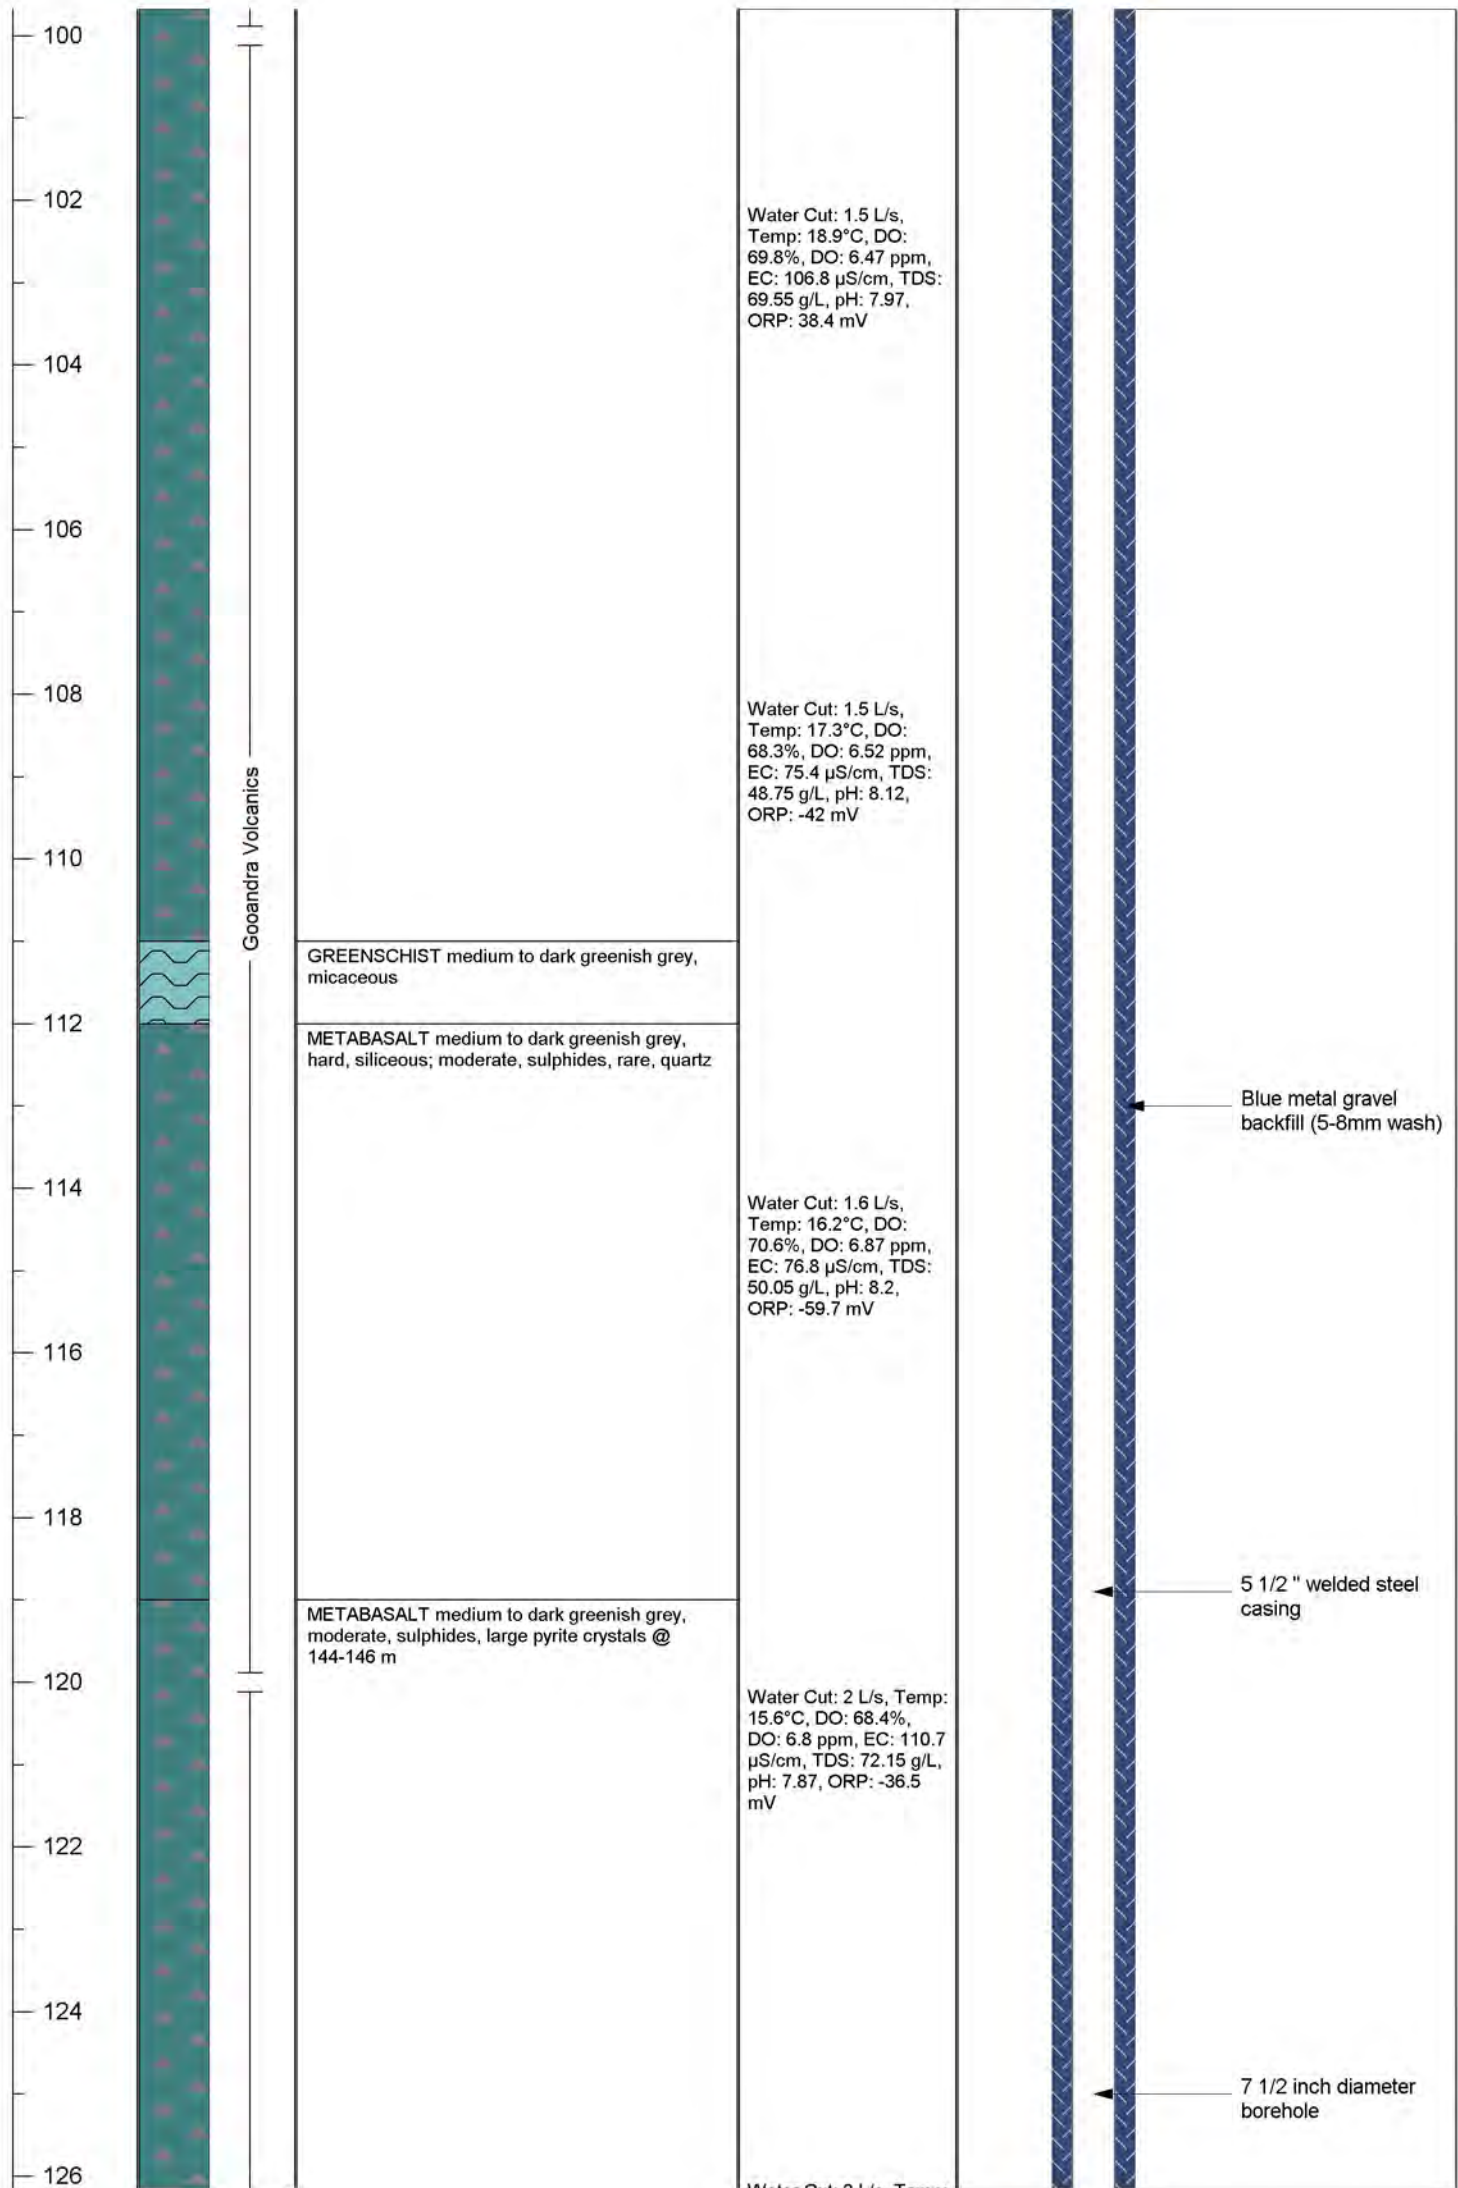 100
102
104
106
108
110
112
114
116
118
120
122
124
126
Gooandra Volcanics
GREENSCHIST medium to dark greenish grey,
micaceous
METABASALT medium to dark greenish grey,
hard, siliceous; moderate, sulphides, rare, quartz
METABASALT medium to dark greenish grey,
moderate, sulphides, large pyrite crystals @
144-146 m
Water Cut: 1.5 L/s,
Temp: 18.9°C, DO:
69.8%, DO: 6.47 ppm,
EC: 106.8 µS/cm, TDS:
69.55 g/L, pH: 7.97,
ORP: 38.4 mV
Water Cut: 1.5 L/s,
Temp: 17.3°C, DO:
68.3%, DO: 6.52 ppm,
EC: 75.4 µS/cm, TDS:
48.75 g/L, pH: 8.12,
ORP: -42 mV
Water Cut: 1.6 L/s,
Temp: 16.2°C, DO:
70.6%, DO: 6.87 ppm,
EC: 76.8 µS/cm, TDS:
50.05 g/L, pH: 8.2,
ORP: -59.7 mV
Water Cut: 2 L/s, Temp:
15.6°C, DO: 68.4%,
DO: 6.8 ppm, EC: 110.7
µS/cm, TDS: 72.15 g/L,
pH: 7.87, ORP: -36.5
mV
Blue metal gravel
backfill (5-8mm wash)
5 1/2 " welded steel
casing
7 1/2 inch diameter
borehole